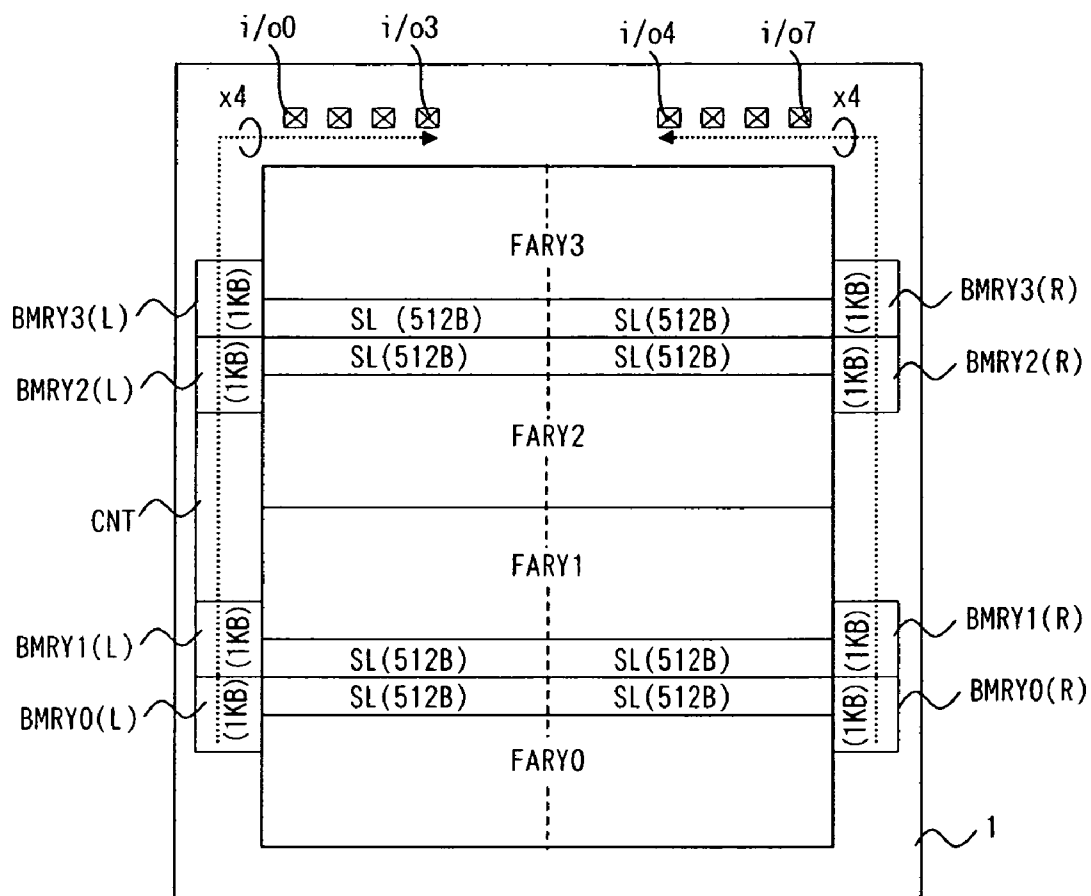 i/o0 i/o3 i/o4 i/o7
x4 x4
FARY3
BMRY3(L) (1KB) SL (512B) SL(512B) (1KB) BMRY3(R)
BMRY2(L) (1KB) SL(512B) SL(512B) (1KB) BMRY2(R)
FARY2
CNT
FARY1
BMRY1(L) (1KB) SL(512B) SL(512B) (1KB) BMRY1(R)
BMRY0(L) (1KB) SL(512B) SL(512B) (1KB) BMRY0(R)
FARY0
1